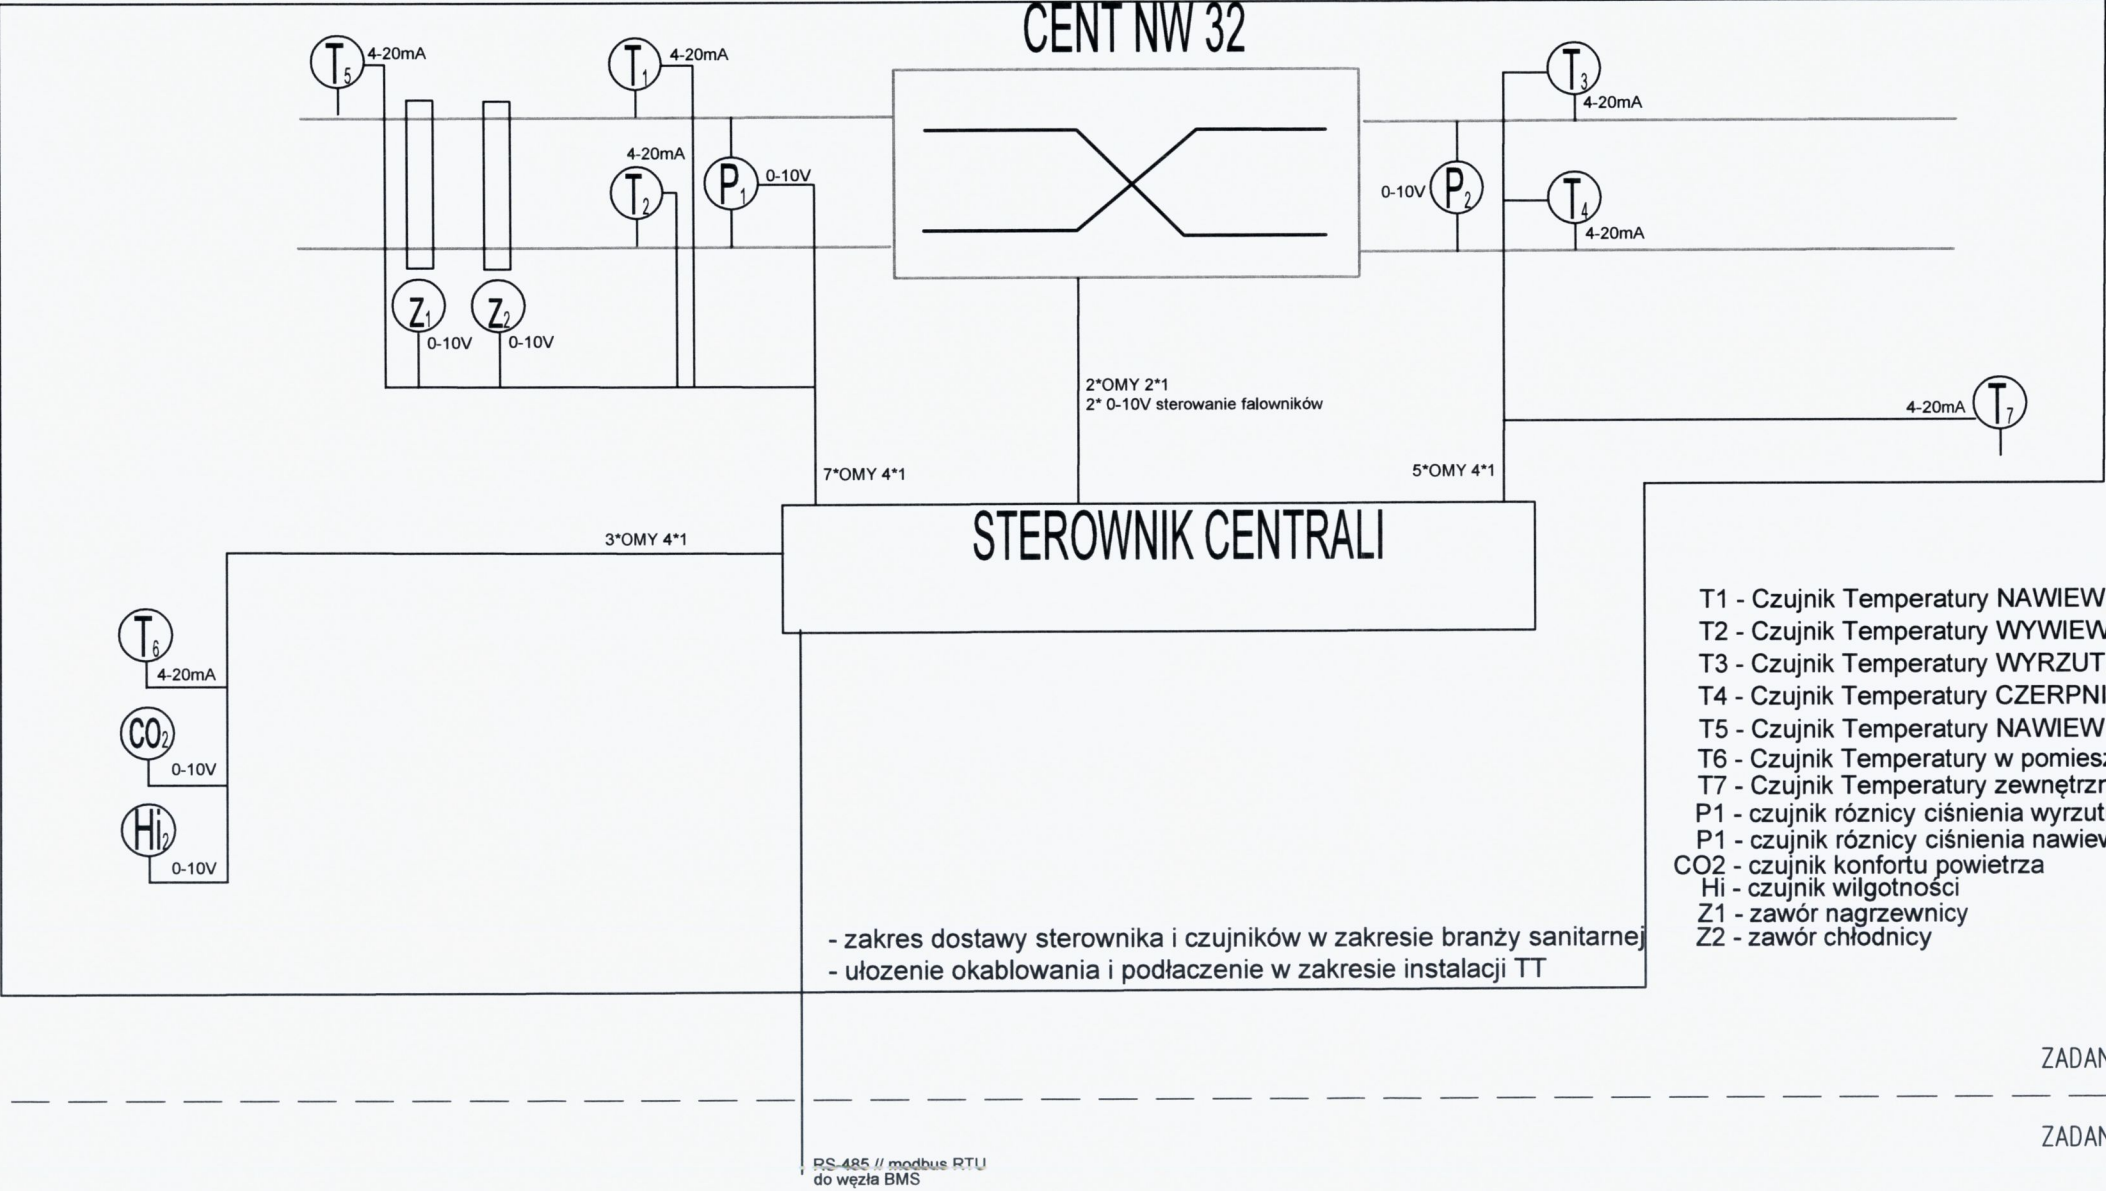 CENT NW 32
T5
4-20mA
T1
4-20mA
T3
4-20mA
4-20mA
T2
P1
0-10V
0-10V
P2
T4
4-20mA
Z1
0-10V
Z2
0-10V
2*OMY 2*1
2* 0-10V sterowanie falowników
4-20mA
T7
7*OMY 4*1
5*OMY 4*1
STEROWNIK CENTRALI
3*OMY 4*1
T6
4-20mA
CO2
0-10V
Hi2
0-10V
T1 - Czujnik Temperatury NAWIEW
T2 - Czujnik Temperatury WYWIEW
T3 - Czujnik Temperatury WYRZUT
T4 - Czujnik Temperatury CZERPNI
T5 - Czujnik Temperatury NAWIEW
T6 - Czujnik Temperatury w pomiesz
T7 - Czujnik Temperatury zewnętrzn
P1 - czujnik róznicy ciśnienia wyrzut
P1 - czujnik róznicy ciśnienia nawiew
CO2 - czujnik konfortu powietrza
Hi - czujnik wilgotności
Z1 - zawór nagrzewnicy
Z2 - zawór chłodnicy
- zakres dostawy sterownika i czujników w zakresie branży sanitarnej
- ułozenie okablowania i podłaczenie w zakresie instalacji TT
ZADAN
ZADAN
RS-485 // modbus RTU
do węzła BMS